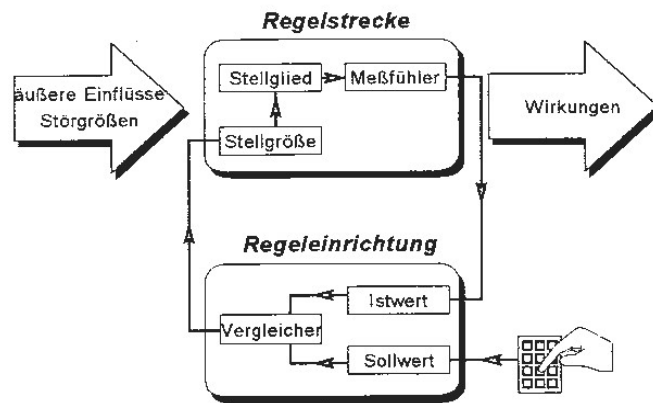 Regelstrecke
äußere Einflüsse
Störgrößen
Stellglied
Meßfühler
Stellgröße
Wirkungen
Regeleinrichtung
Istwert
Vergleicher
Sollwert